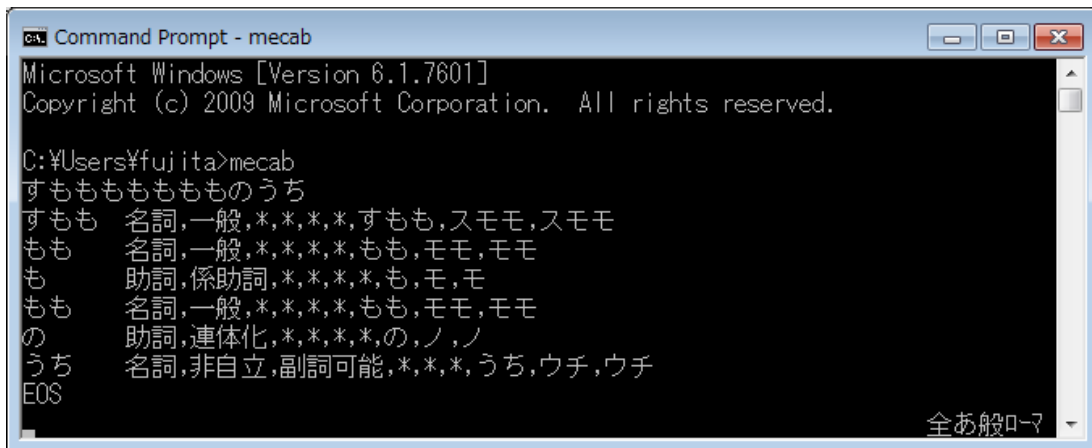 Command Prompt - mecab
Microsoft Windows [Version 6.1.7601]
Copyright (c) 2009 Microsoft Corporation.  All rights reserved.
C:¥Users¥fujita>mecab
すももももももものうち
すもも	名詞,一般,*,*,*,*,すもも,スモモ,スモモ
もも	名詞,一般,*,*,*,*,もも,モモ,モモ
も	助詞,係助詞,*,*,*,*,も,モ,モ
もも	名詞,一般,*,*,*,*,もも,モモ,モモ
の	助詞,連体化,*,*,*,*,の,ノ,ノ
うち	名詞,非自立,副詞可能,*,*,*,うち,ウチ,ウチ
EOS
全あ般ﾛｰﾏ